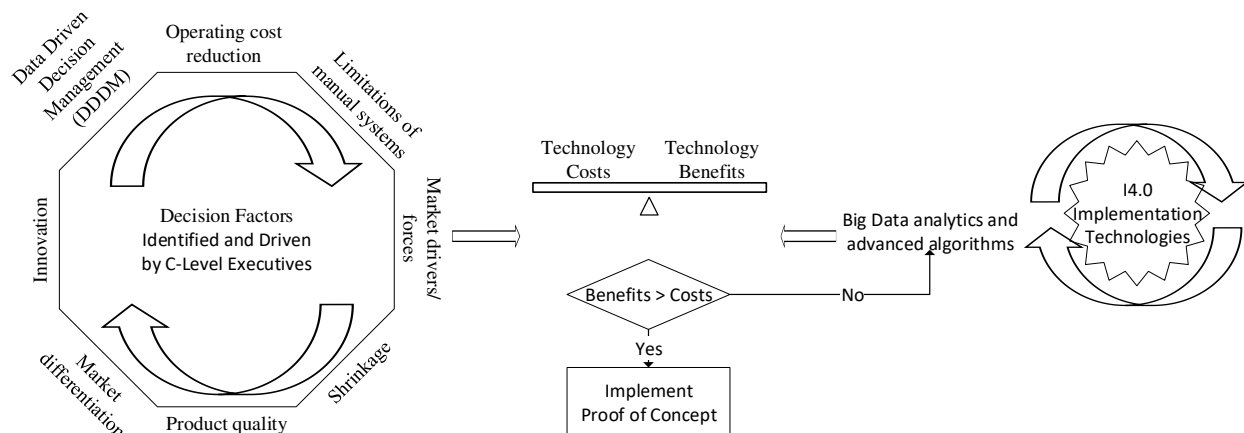 Data Driven
Decision
Management
(DDDM)
Operating cost
reduction
Limitations of
manual systems
Market drivers/
forces
Shrinkage
Product quality
Market
differentiation
Innovation
Decision Factors
Identified and Driven
by C-Level Executives
Technology
Costs
Technology
Benefits
Benefits > Costs
No
Yes
Implement
Proof of Concept
Big Data analytics and
advanced algorithms
I4.0
Implementation
Technologies